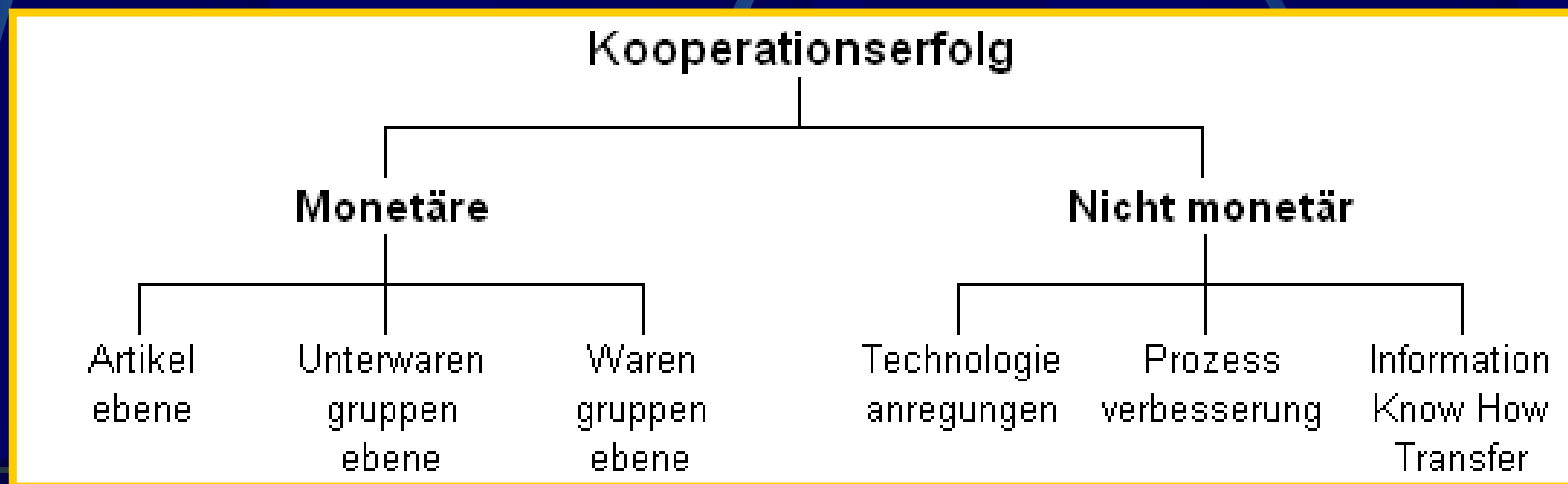 Kooperationserfolg
Monetäre
Nicht monetär
Artikel
ebene
Unterwaren
gruppen
ebene
Waren
gruppen
ebene
Technologie
anregungen
Prozess
verbesserung
Information
Know How
Transfer